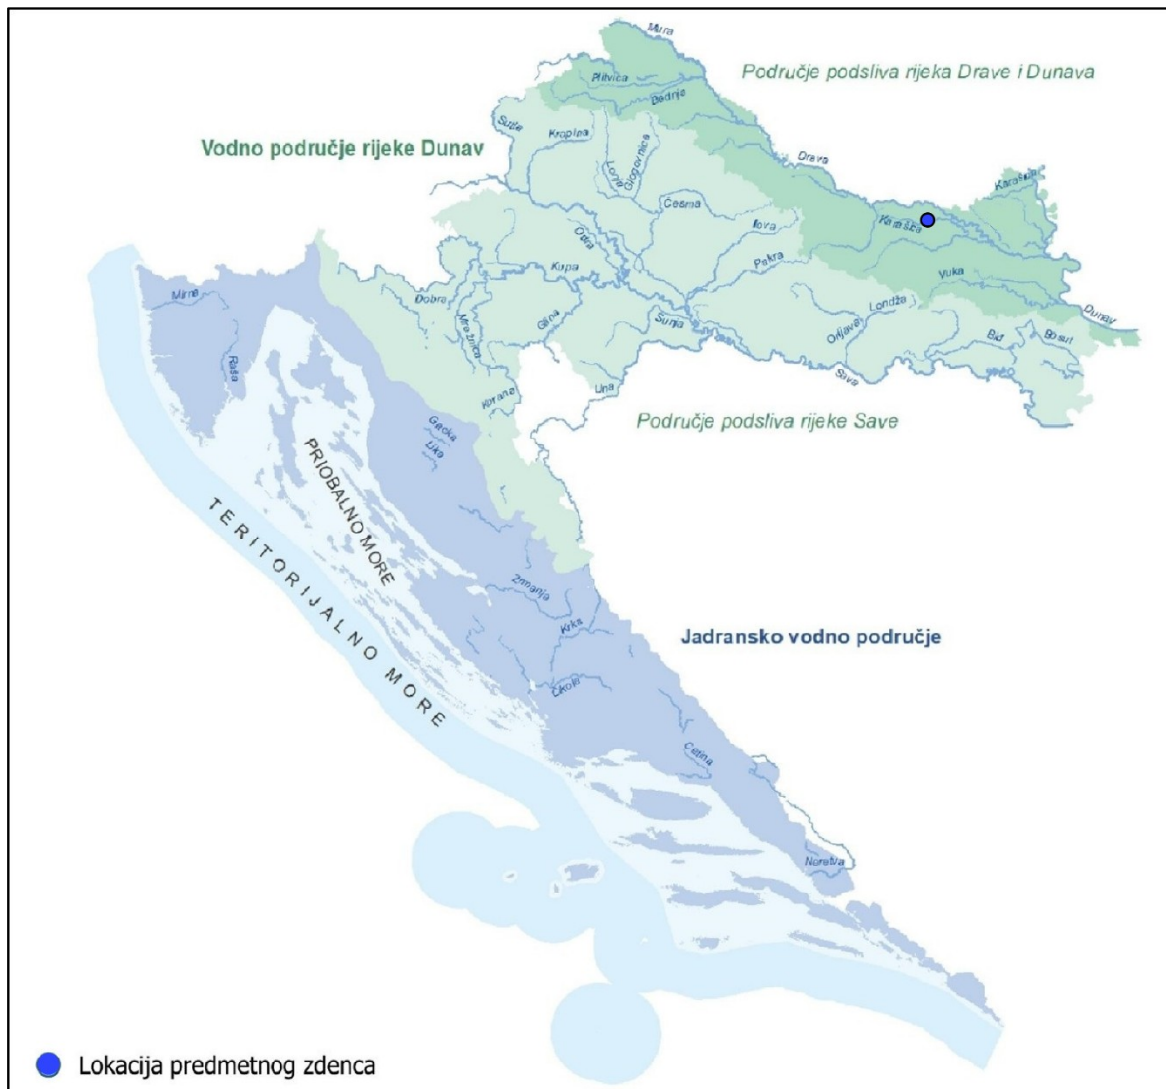 Mura
Područje podsliva rijeka Drave i Dunava
Plitvica
Bednje
Sutla
Krapina
Vodno područje rijeke Dunav
Lonja
Glogovnica
Drava
Karašica
Česma
Ilova
Karašica
Odra
Kupa
Pakra
Vuka
Mirna
Dobra
Mrežnica
Glina
Sunja
Londža
Orljava
Dunav
Raša
Bid
Bosut
Una
Sava
Korana
Područje podsliva rijeke Save
Gacka
Lika
PRIOBALNO MORE
TERITORIJALNO MORE
Zrmanja
Krka
Jadransko vodno područje
Čikola
Cetina
Neretva
Lokacija predmetnog zdenca